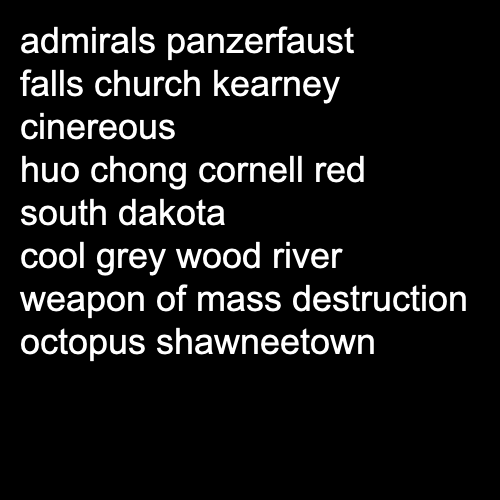 admirals panzerfaust
falls church kearney
cinereous
huo chong cornell red
south dakota
cool grey wood river
weapon of mass destruction
octopus shawneetown